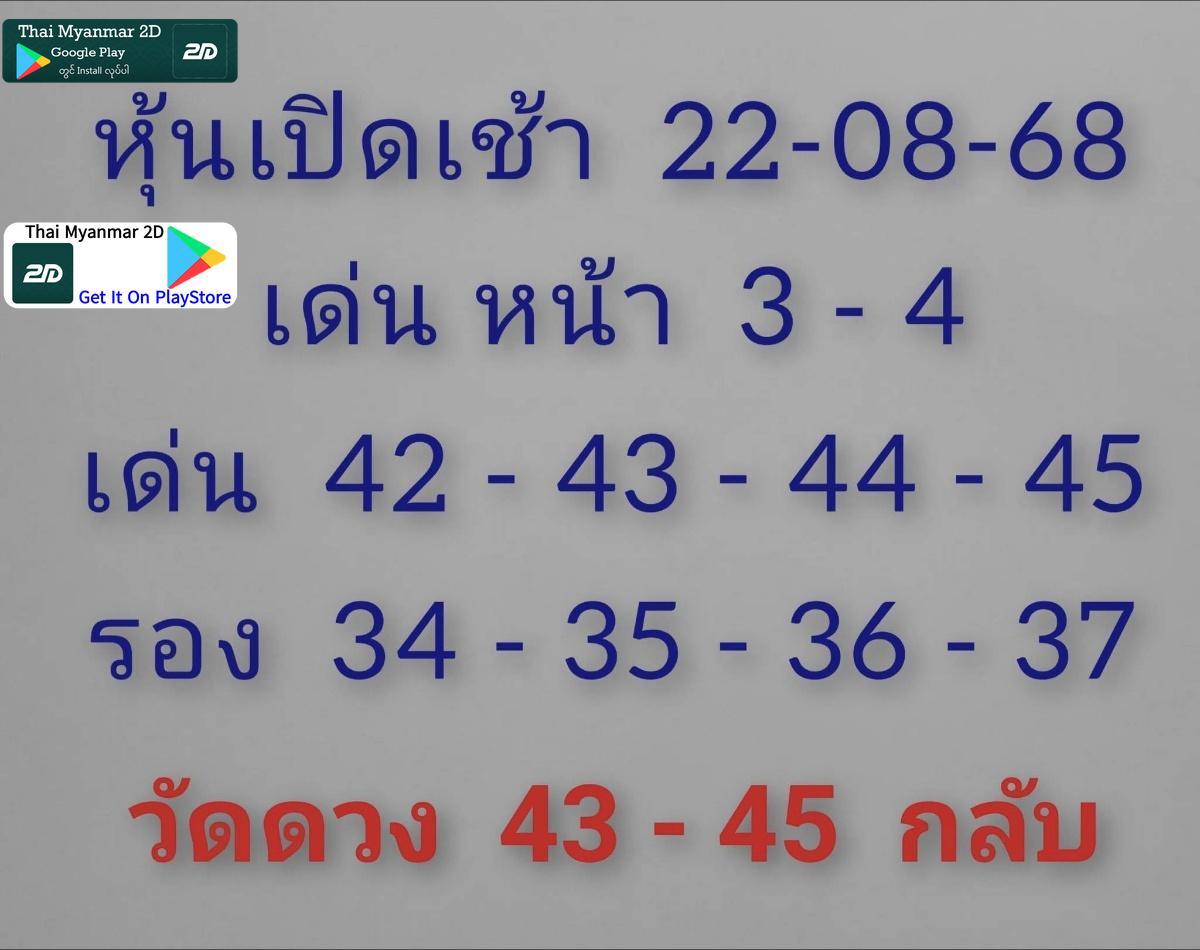 Thai Myanmar 2D
Google Play
တွင် Install လုပ်ပါ
2D
หุ้นเปิดเช้า 22-08-68
Thai Myanmar 2D
2D
Get It On PlayStore
เด่น หน้า 3 - 4
เด่น 42 - 43 - 44 - 45
รอง 34 - 35 - 36 - 37
วัดดวง 43 - 45 กลับ